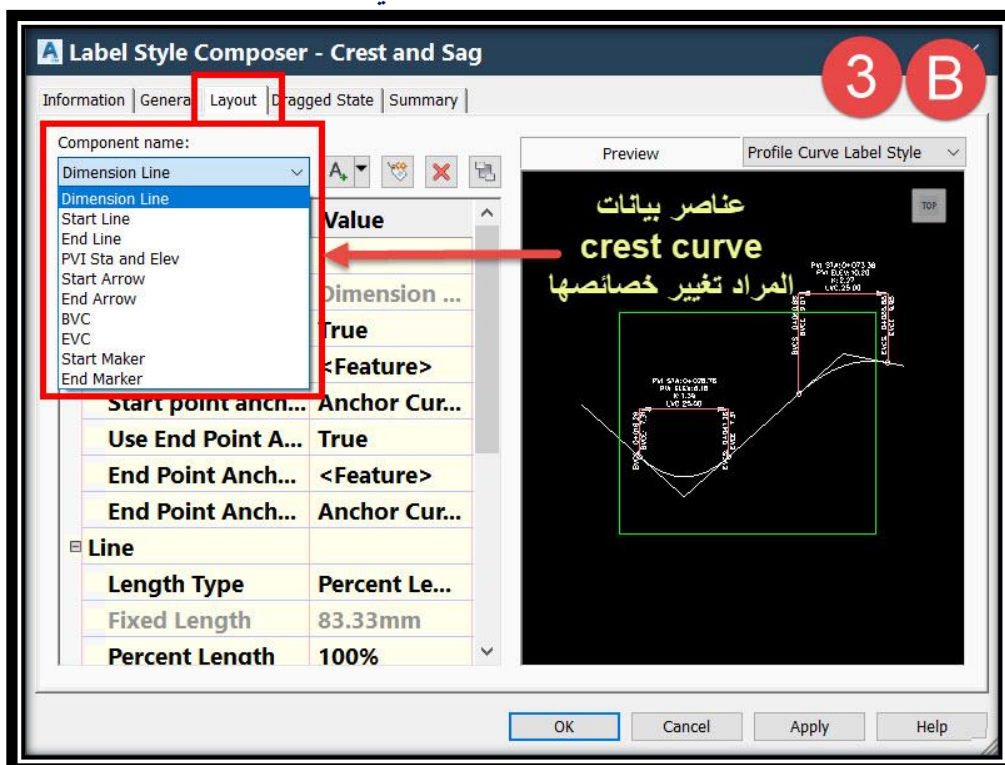 Label Style Composer - Crest and Sag
3 B
Information General Layout Dragged State Summary
Component name:
Dimension Line
Dimension Line
Start Line
End Line
PVI Sta and Elev
Start Arrow
End Arrow
BVC
EVC
Start Maker
End Marker
Value
Dimension ...
True
<Feature>
Start point anch... Anchor Cur...
Use End Point A... True
End Point Anch... <Feature>
End Point Anch... Anchor Cur...
Line
Length Type Percent Le...
Fixed Length 83.33mm
Percent Length 100%
Preview
Profile Curve Label Style
TOP
عناصر بيانات
crest curve
المراد تغيير خصائصها
OK Cancel Apply Help